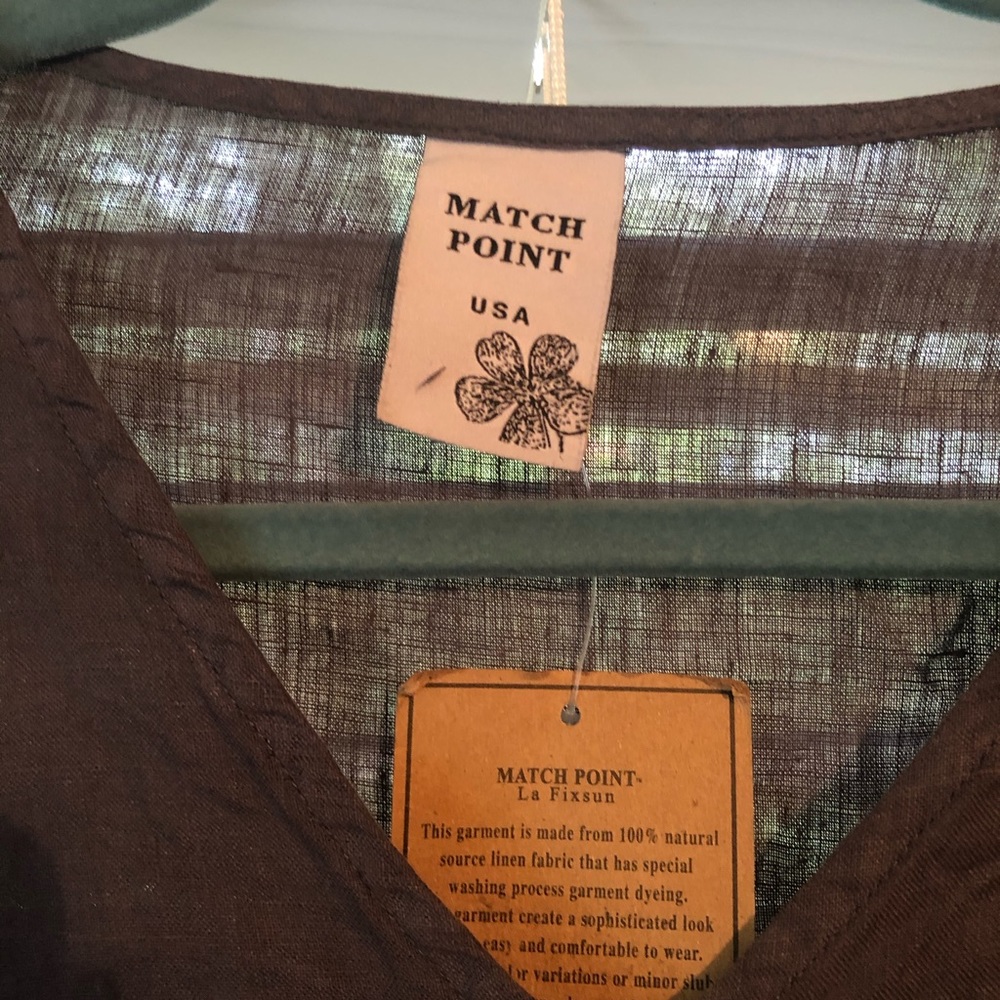 MATCH
POINT
USA
MATCH POINT
La Fixsun
This garment is made from 100% natural
source linen fabric that has special
washing process garment dyeing.
garment create a sophisticated look
easy and comfortable to wear.
variations or minor slub